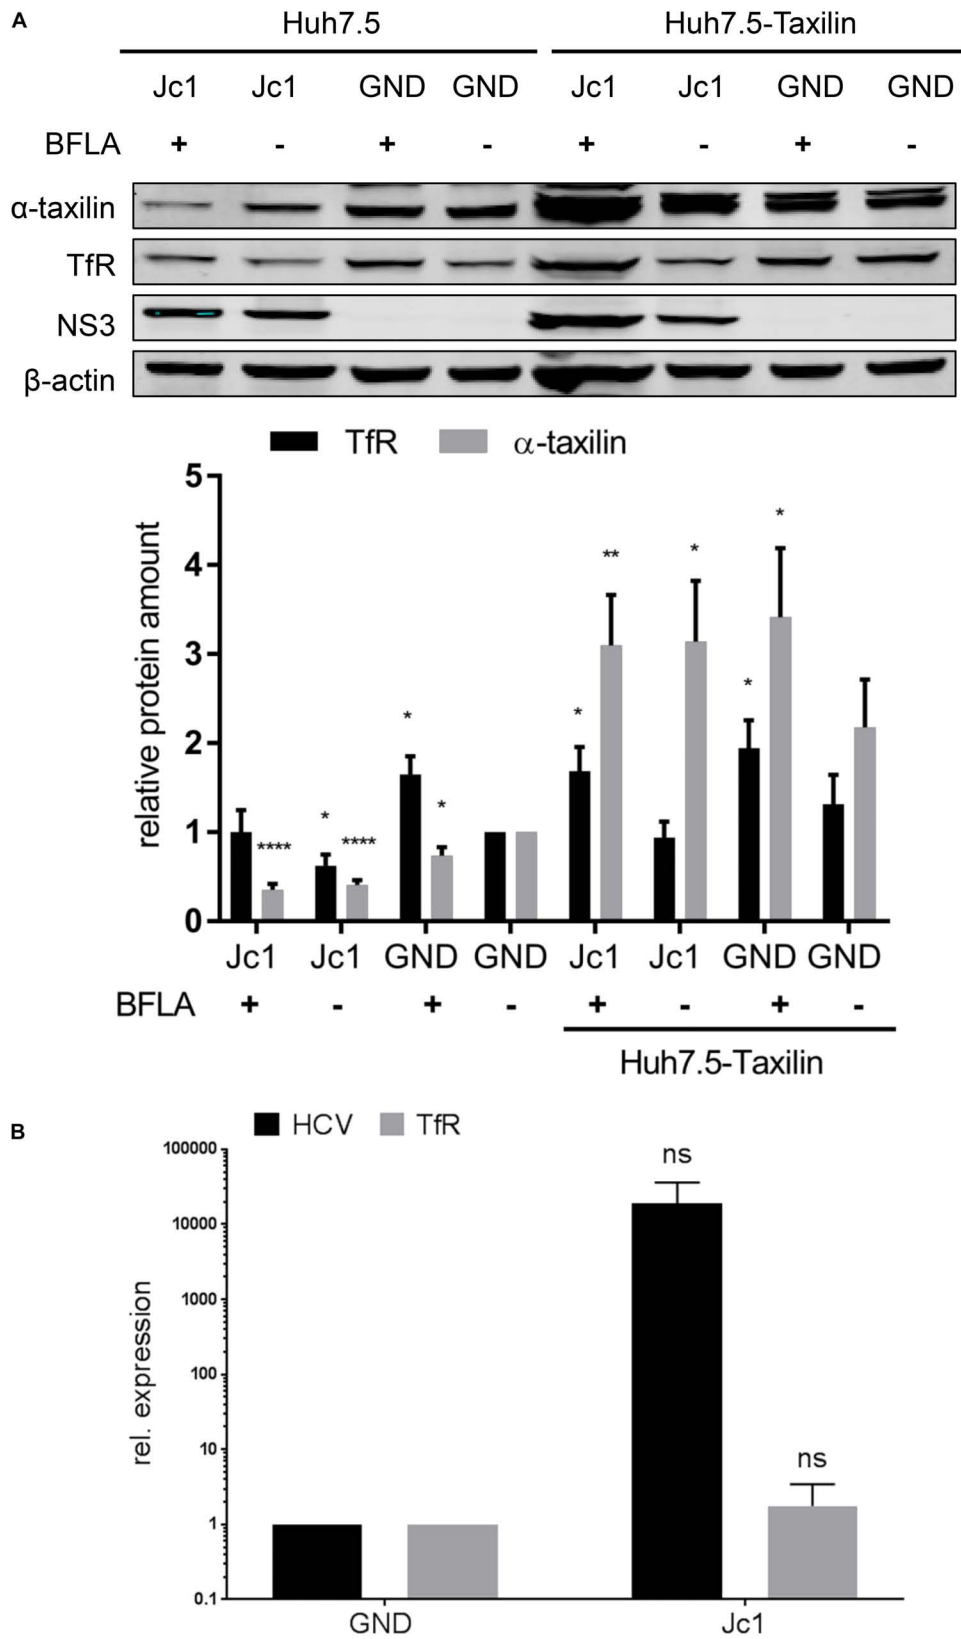 A
Huh7.5 Huh7.5-Taxilin
Jc1 Jc1 GND GND Jc1 Jc1 GND GND
BFLA + - + - + - + -
α-taxilin
TfR
NS3
β-actin
TfR α-taxilin
relative protein amount
5
4
3
2
1
0
* **** * **** * * * ** * * *
Jc1 Jc1 GND GND Jc1 Jc1 GND GND
BFLA + - + - + - + -
Huh7.5-Taxilin
B
HCV TfR
rel. expression
100000
10000
1000
100
10
1
0.1
ns
ns
GND Jc1